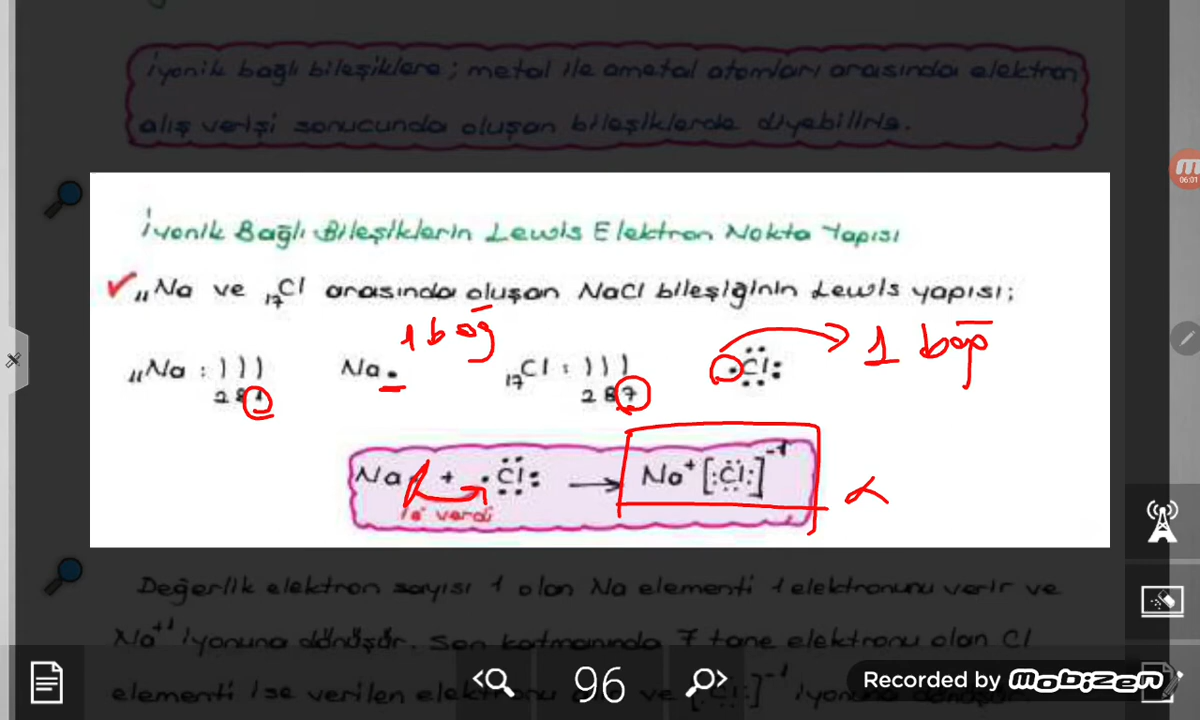 İyonik bağlı bileşiklere; metal ile ametal atomları arasında elektron
alış verişi sonucunda oluşan bileşiklerde diyebiliriz.
İyonik Bağlı Bileşiklerin Lewis Elektron Nokta Yapısı
✓ ₁₁Na ve ₁₇Cl arasında oluşan NaCl bileşiğinin Lewis yapısı;
1 bağ
1 bağ
₁₁Na : ) ) ) Na• ₁₇Cl : ) ) ) •Cl:
2 8 1 2 8 7
Na + •Cl: → Na⁺ [:Cl:]⁻¹
1e⁻ verdi
Değerlik elektron sayısı 1 olan Na elementi 1 elektronunu verir ve
Na⁺¹ iyonuna dönüşür. Son katmanında 7 tane elektronu olan Cl
elementi ise verilen elektronu ve [:Cl:]⁻¹ iyonuna
96
Recorded by mobizen
06:01